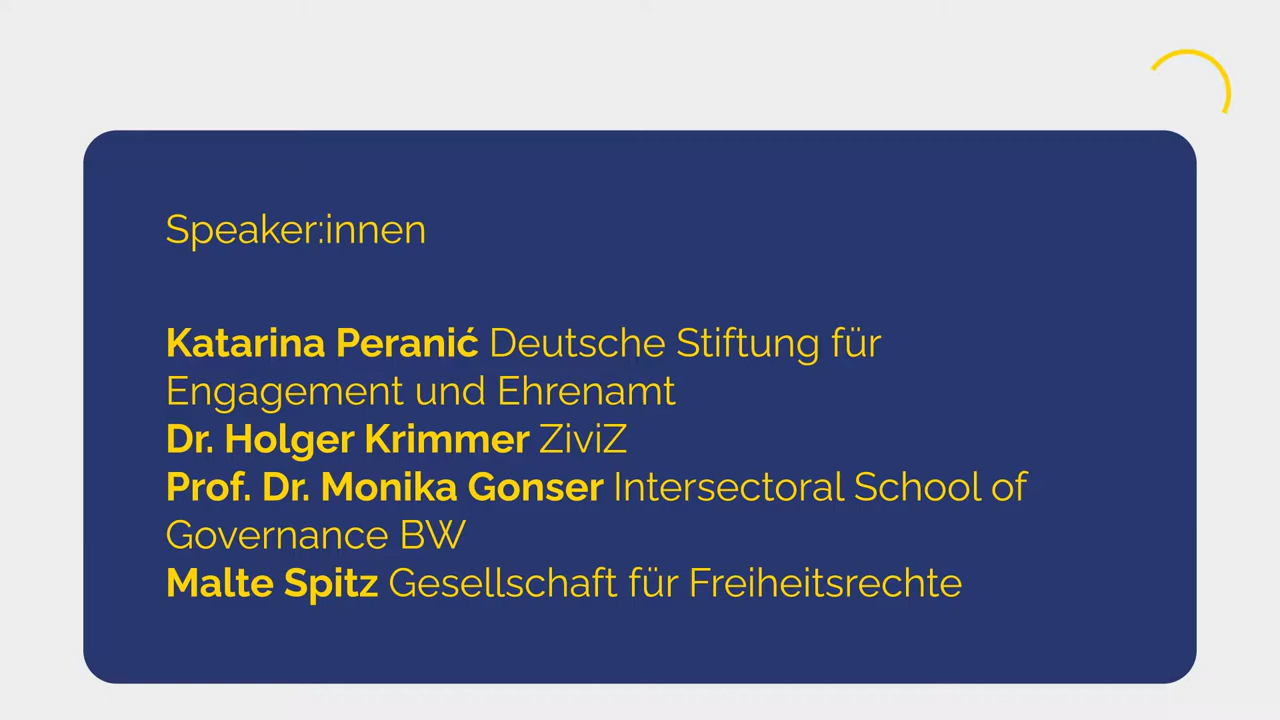 Speaker:innen
Katarina Peranić Deutsche Stiftung für
Engagement und Ehrenamt
Dr. Holger Krimmer ZiviZ
Prof. Dr. Monika Gonser Intersectoral School of
Governance BW
Malte Spitz Gesellschaft für Freiheitsrechte